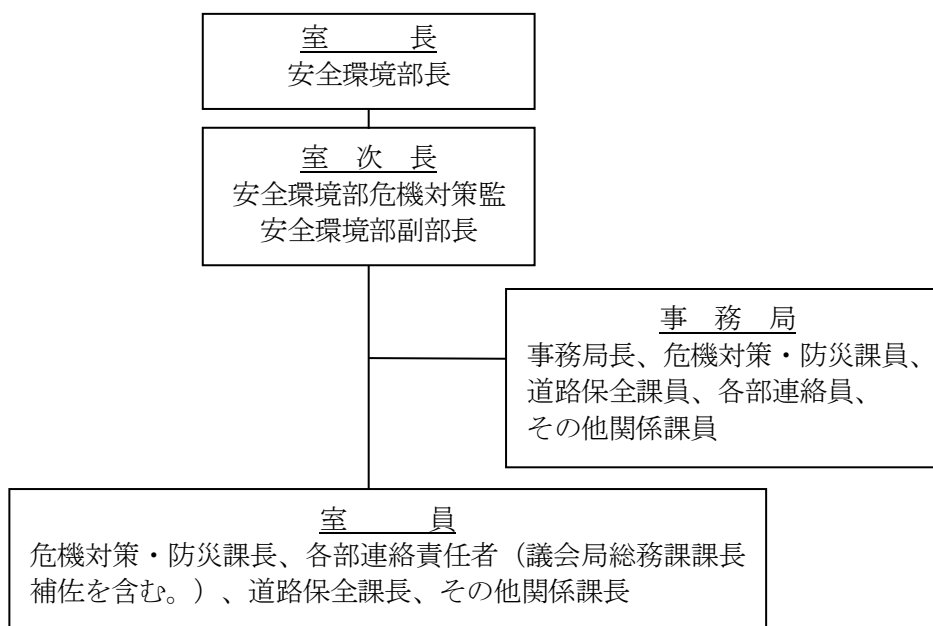 室　　　長
安全環境部長
室　次　長
安全環境部危機対策監
安全環境部副部長
事　務　局
事務局長、危機対策・防災課員、
道路保全課員、各部連絡員、
その他関係課員
室　　　員
危機対策・防災課長、各部連絡責任者（議会局総務課課長
補佐を含む。）、道路保全課長、その他関係課長